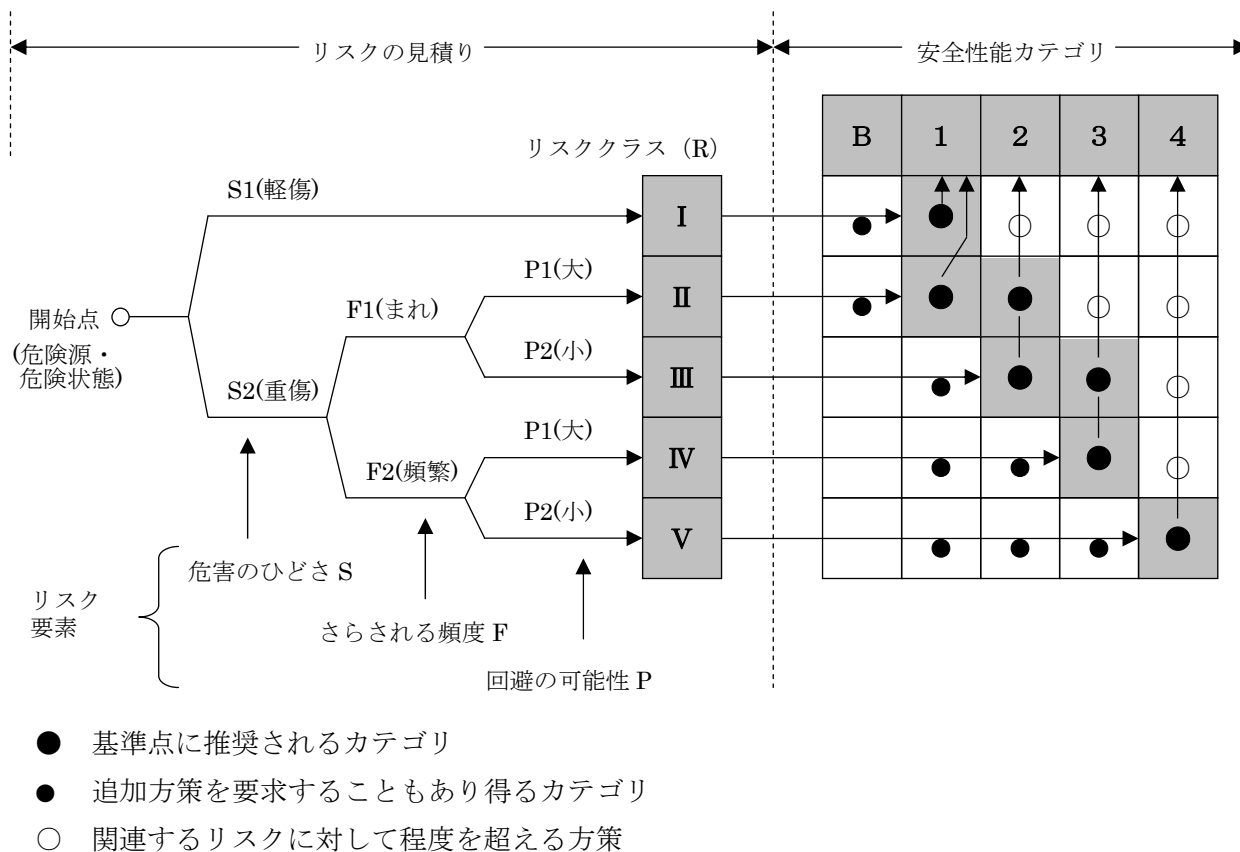 リスクの見積り
安全性能カテゴリ
リスククラス (R)
B 1 2 3 4
S1(軽傷)
Ⅰ
P1(大)
F1(まれ)
Ⅱ
開始点
(危険源・
危険状態)
P2(小)
S2(重傷)
Ⅲ
P1(大)
F2(頻繁)
Ⅳ
P2(小)
Ⅴ
危害のひどさ S
リスク
要素
さらされる頻度 F
回避の可能性 P
● 基準点に推奨されるカテゴリ
● 追加方策を要求することもあり得るカテゴリ
○ 関連するリスクに対して程度を超える方策